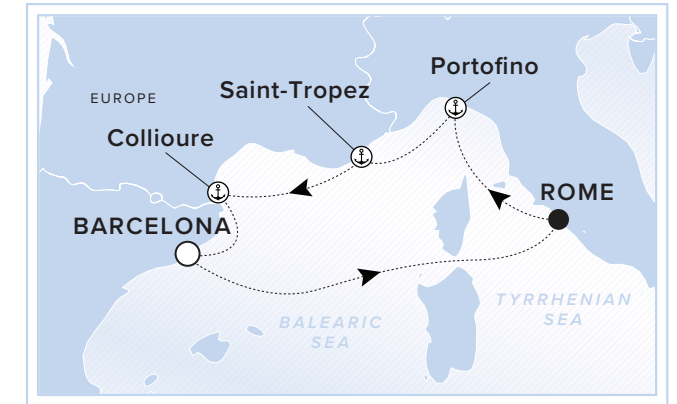 Portofino
Saint-Tropez
EUROPE
Collioure
ROME
BARCELONA
TYRRHENIAN
SEA
BALEARIC
SEA